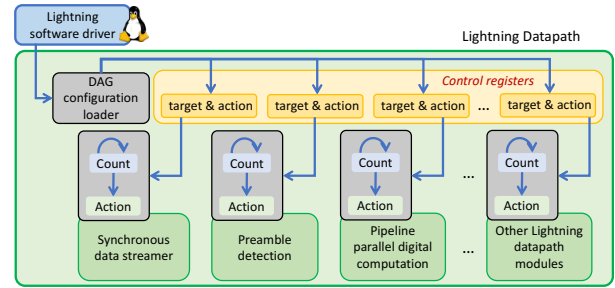 Lightning
software driver
Lightning Datapath
DAG
configuration
loader
Control registers
target & action
target & action
target & action
...
target & action
Count
Action
Count
Action
Count
Action
...
Count
Action
Synchronous
data streamer
Preamble
detection
Pipeline
parallel digital
computation
...
Other Lightning
datapath
modules